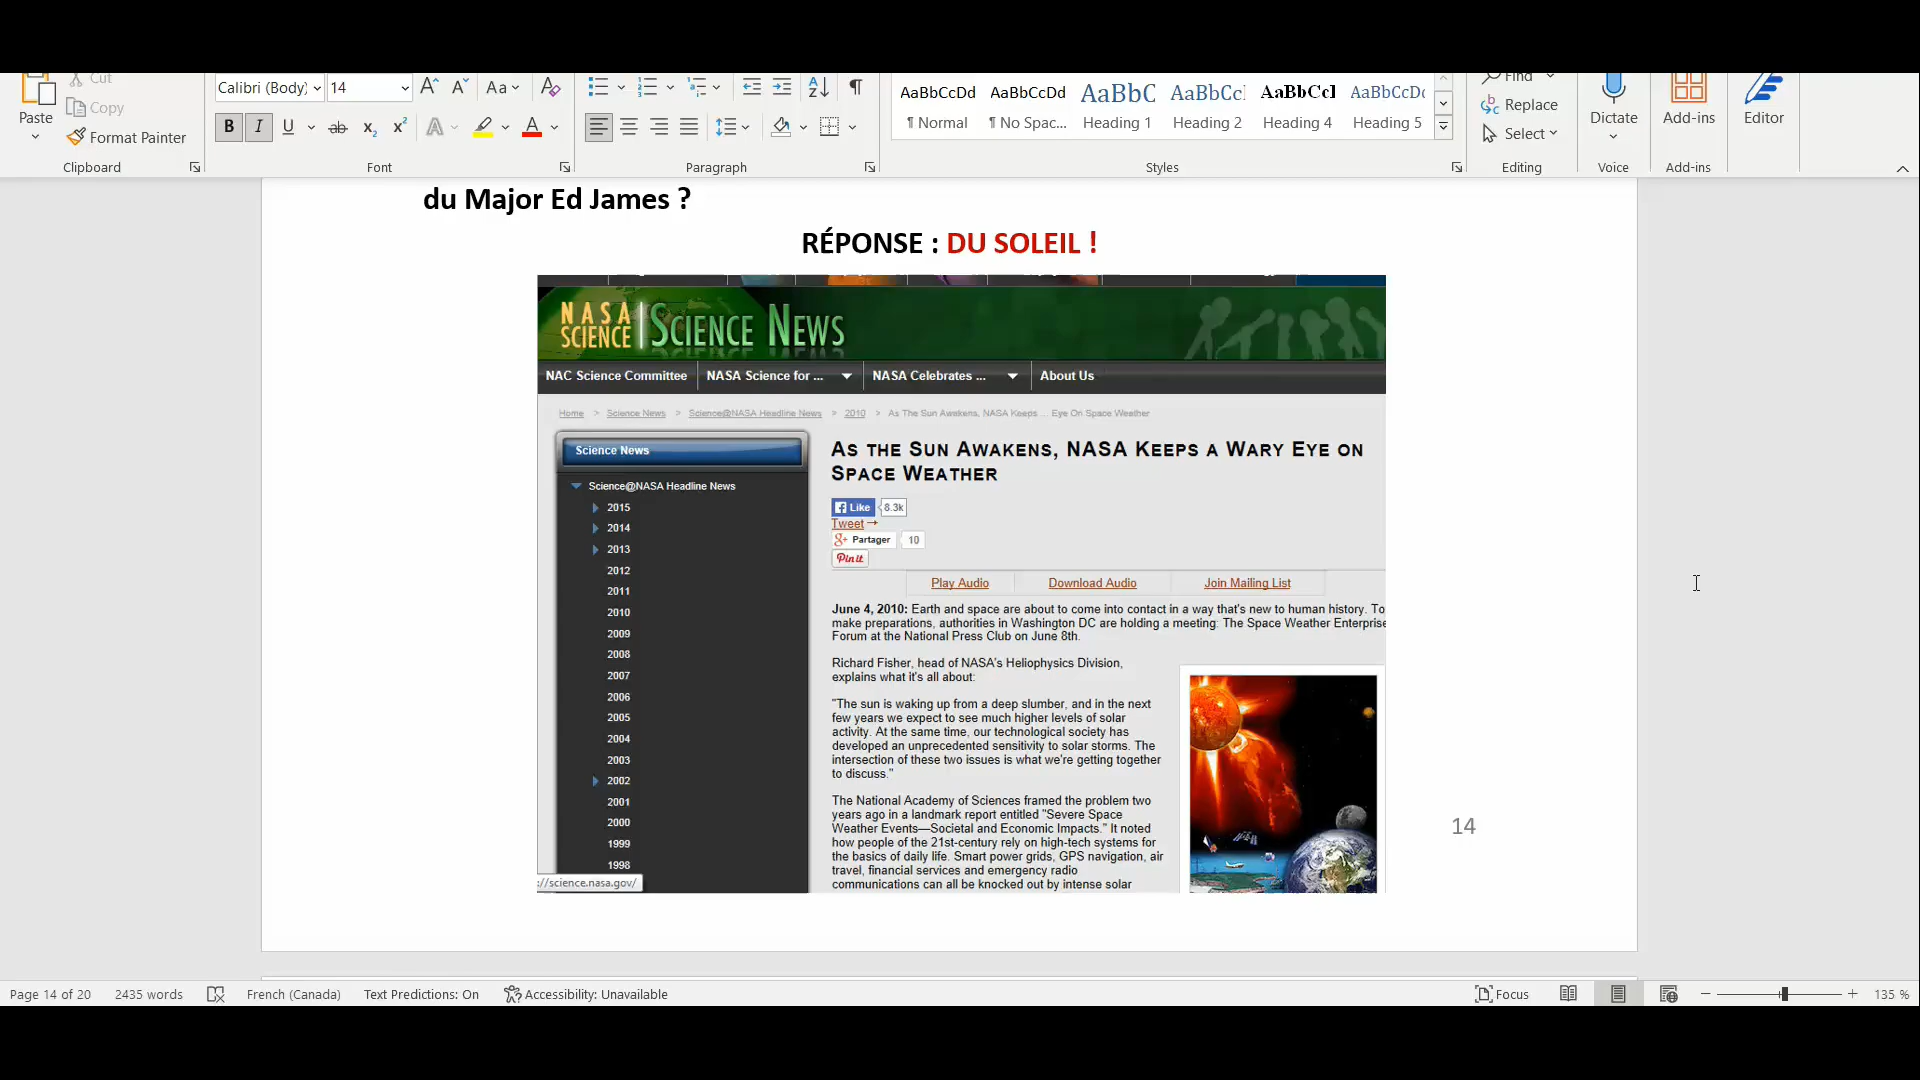 Cut
Copy
Paste
Format Painter
Clipboard
Calibri (Body)
14
Font
Paragraph
AaBbCcDd AaBbCcDd AaBbC AaBbCc AaBbCcI AaBbCcDc
¶ Normal ¶ No Spac... Heading 1 Heading 2 Heading 4 Heading 5
Styles
Find
Replace
Select
Editing
Dictate
Voice
Add-ins
Add-ins
Editor
du Major Ed James ?
RÉPONSE : DU SOLEIL !
NASA SCIENCE | SCIENCE NEWS
NAC Science Committee NASA Science for ... NASA Celebrates ... About Us
Home > Science News > Science@NASA Headline News > 2010 > As The Sun Awakens, NASA Keeps ... Eye On Space Weather
Science News
Science@NASA Headline News
2015
2014
2013
2012
2011
2010
2009
2008
2007
2006
2005
2004
2003
2002
2001
2000
1999
1998
://science.nasa.gov/
AS THE SUN AWAKENS, NASA KEEPS A WARY EYE ON
SPACE WEATHER
Like 8.3k
Tweet
g+ Partager 10
Pin it
Play Audio Download Audio Join Mailing List
June 4, 2010: Earth and space are about to come into contact in a way that's new to human history. To
make preparations, authorities in Washington DC are holding a meeting: The Space Weather Enterprise
Forum at the National Press Club on June 8th.
Richard Fisher, head of NASA's Heliophysics Division,
explains what it's all about:
"The sun is waking up from a deep slumber, and in the next
few years we expect to see much higher levels of solar
activity. At the same time, our technological society has
developed an unprecedented sensitivity to solar storms. The
intersection of these two issues is what we're getting together
to discuss."
The National Academy of Sciences framed the problem two
years ago in a landmark report entitled "Severe Space
Weather Events—Societal and Economic Impacts." It noted
how people of the 21st-century rely on high-tech systems for
the basics of daily life. Smart power grids, GPS navigation, air
travel, financial services and emergency radio
communications can all be knocked out by intense solar
14
Page 14 of 20 2435 words French (Canada) Text Predictions: On Accessibility: Unavailable
Focus
135 %